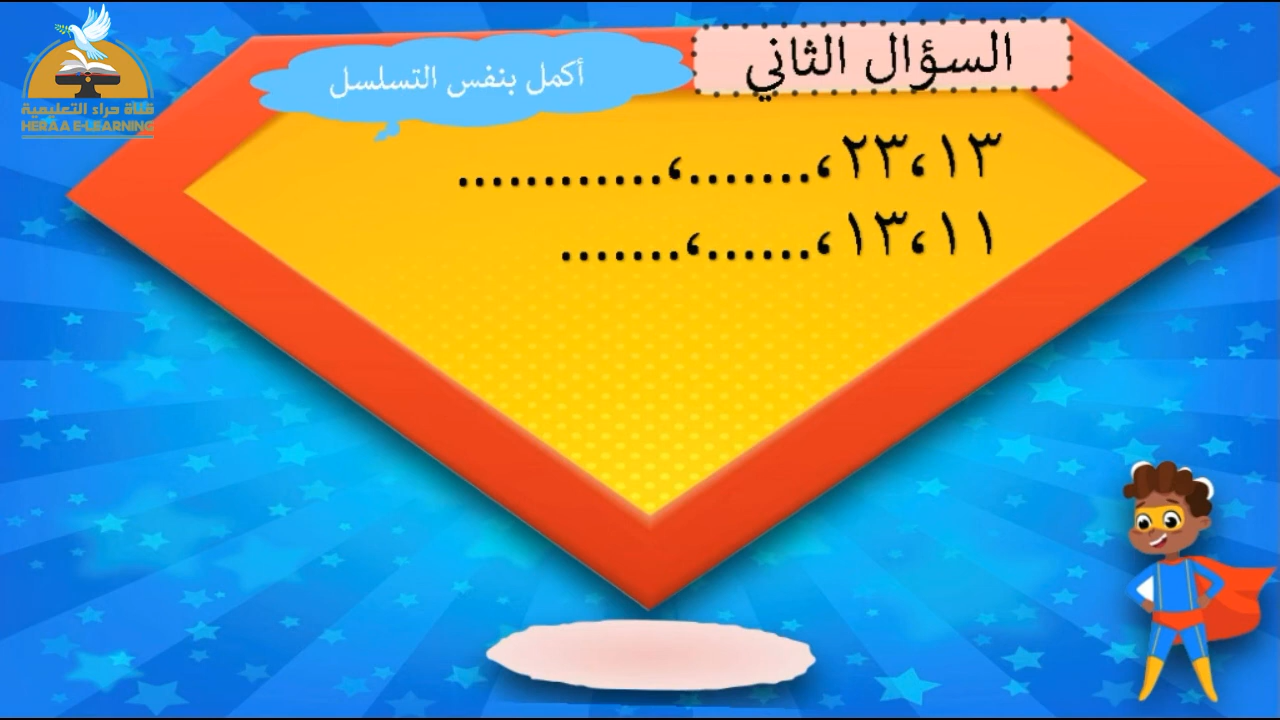 السؤال الثاني
أكمل بنفس التسلسل
١٣،٢٣،.......،............
١١،١٣،......،.......
قناة حراء التعليمية
HERAA E-LEARNING